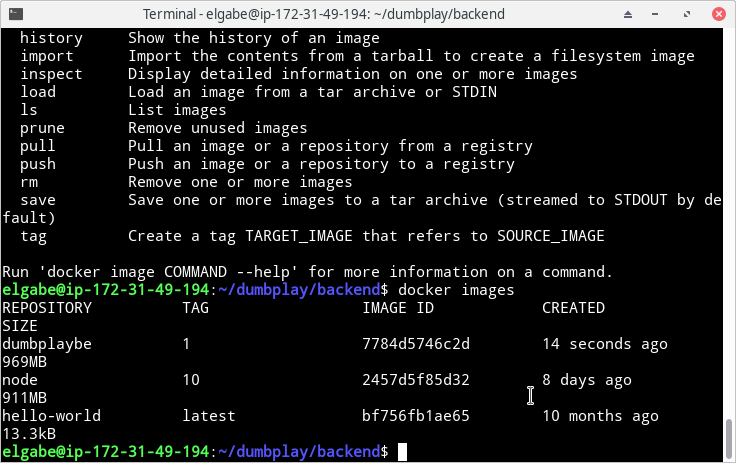 Terminal - elgabe@ip-172-31-49-194: ~/dumbplay/backend
  history     Show the history of an image
  import      Import the contents from a tarball to create a filesystem image
  inspect     Display detailed information on one or more images
  load        Load an image from a tar archive or STDIN
  ls          List images
  prune       Remove unused images
  pull        Pull an image or a repository from a registry
  push        Push an image or a repository to a registry
  rm          Remove one or more images
  save        Save one or more images to a tar archive (streamed to STDOUT by de
fault)
  tag         Create a tag TARGET_IMAGE that refers to SOURCE_IMAGE

Run 'docker image COMMAND --help' for more information on a command.
elgabe@ip-172-31-49-194:~/dumbplay/backend$ docker images
REPOSITORY          TAG                 IMAGE ID            CREATED
SIZE
dumbplaybe          1                   7784d5746c2d        14 seconds ago
969MB
node                10                  2457d5f85d32        8 days ago
911MB
hello-world         latest              bf756fb1ae65        10 months ago
13.3kB
elgabe@ip-172-31-49-194:~/dumbplay/backend$